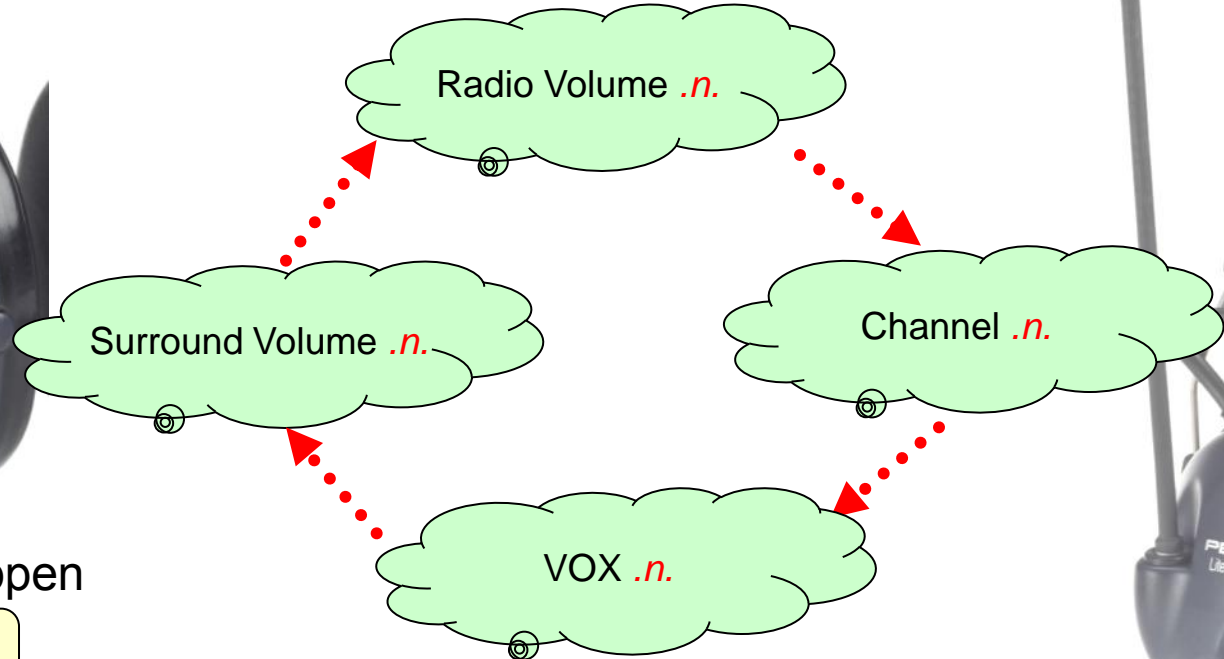 Radio Volume .n.
Surround Volume .n.
Channel .n.
VOX .n.